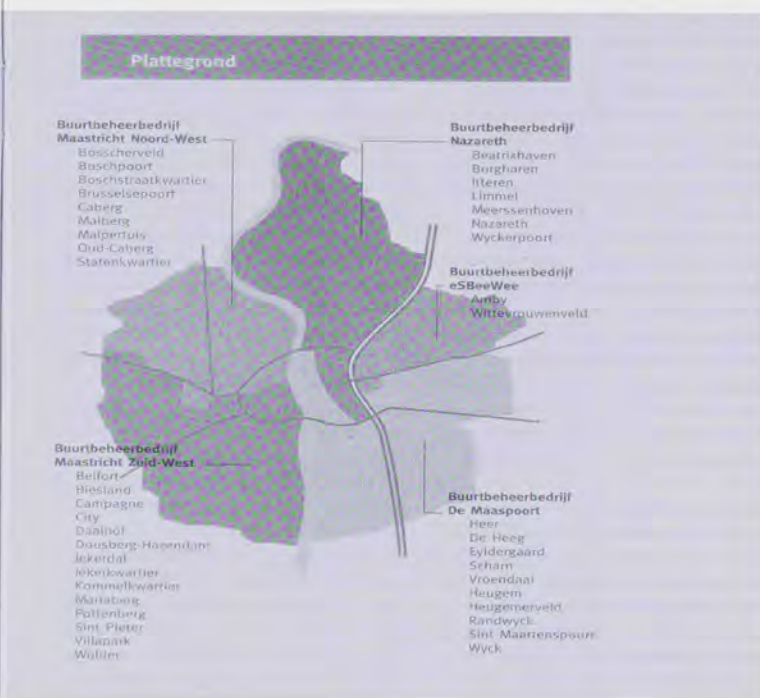 Plattegrond
Buurtbeheerbedrijf
Maastricht Noord-West
Bosscherveld
Boschpoort
Boschstraatkwartier
Brusselsepoort
Caberg
Malberg
Malpertuis
Oud-Caberg
Statenkwartier
Buurtbeheerbedrijf
Nazareth
Beatrixhaven
Borgharen
Itteren
Limmel
Meerssenhoven
Nazareth
Wyckerpoort
Buurtbeheerbedrijf
eSBeeWee
Amby
Wittevrouwenveld
Buurtbeheerbedrijf
Maastricht Zuid-West
Belfort
Biesland
Campagne
City
Daalhof
Dousberg-Hazendans
Jekerdal
Jekerkwartier
Kommelkwartier
Mariaberg
Pottenberg
Sint Pieter
Villapark
Wolder
Buurtbeheerbedrijf
De Maaspoort
Heer
De Heeg
Eyldergaard
Scharn
Vroendaal
Heugem
Heugemerveld
Randwyck
Sint Maartenspoort
Wyck